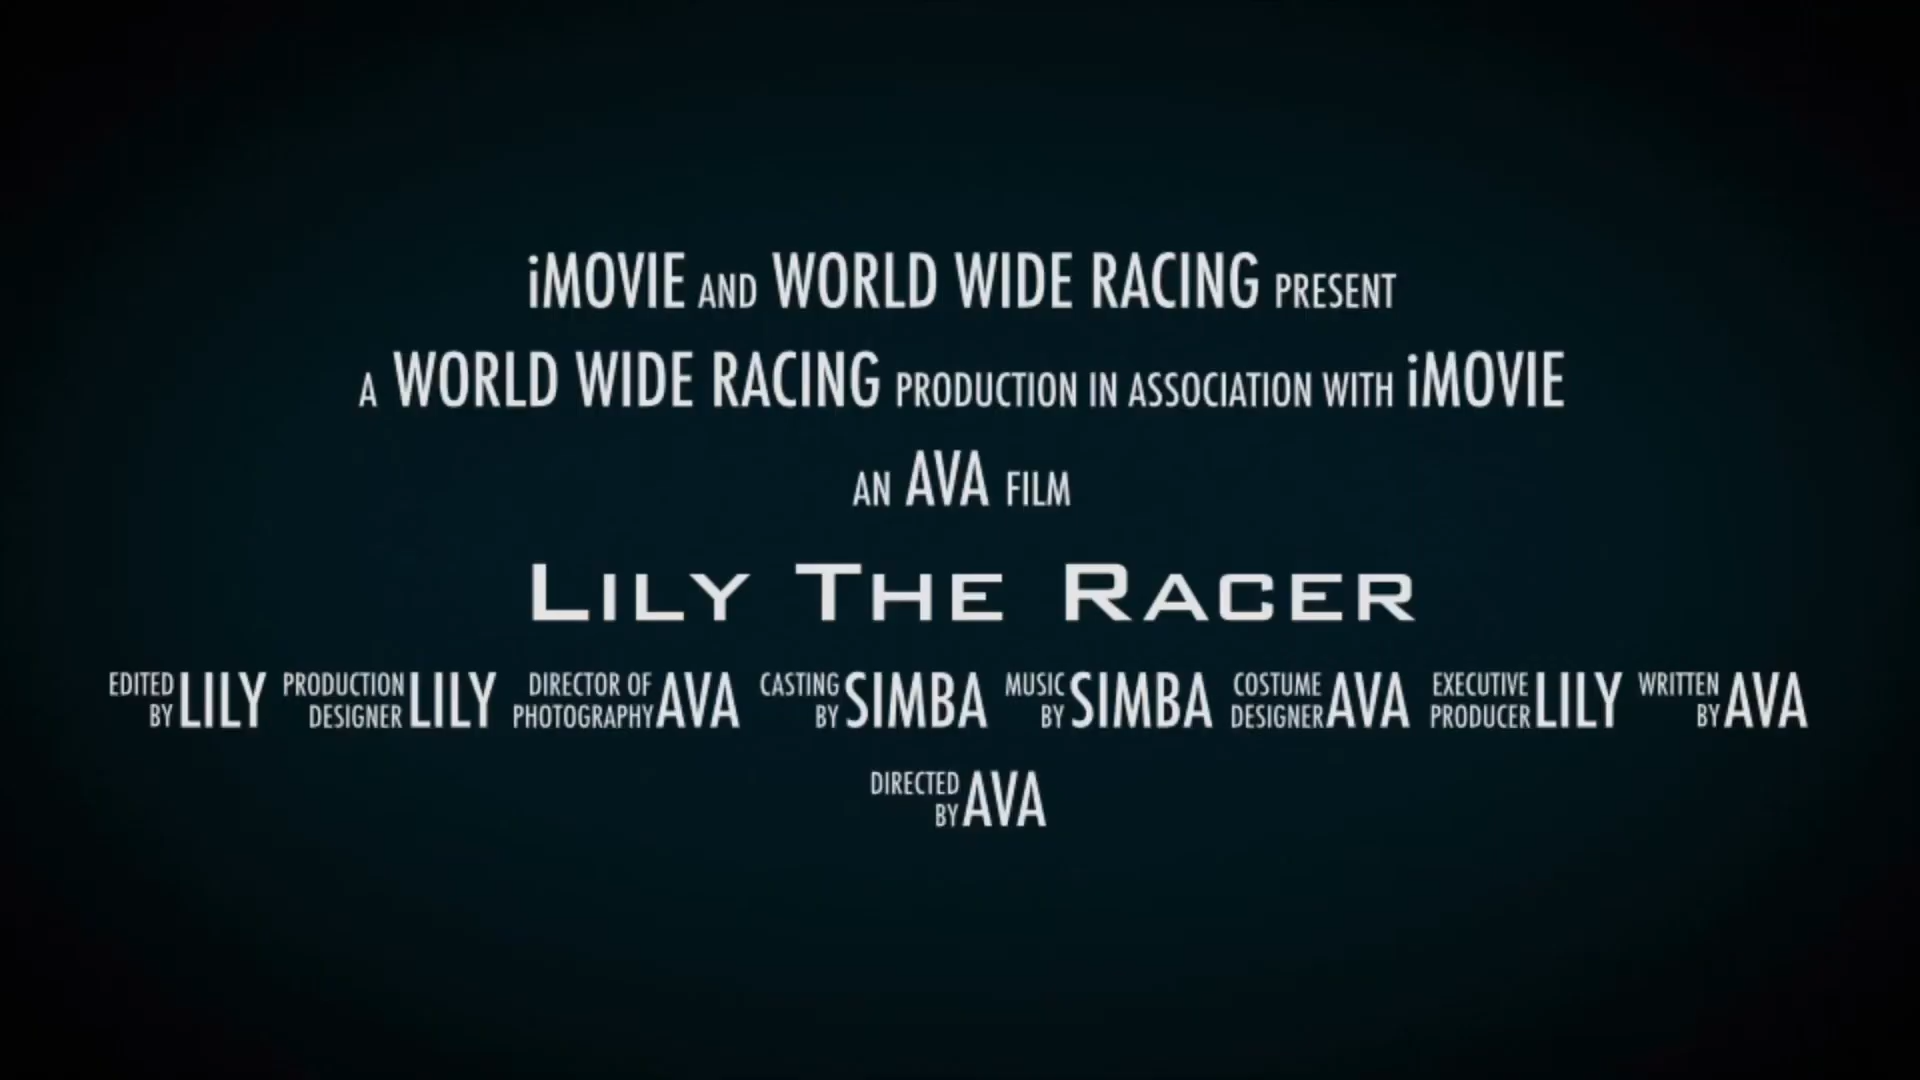 iMOVIE AND WORLD WIDE RACING PRESENT
A WORLD WIDE RACING PRODUCTION IN ASSOCIATION WITH iMOVIE
AN AVA FILM
LILY THE RACER
EDITED BY LILY PRODUCTION DESIGNER LILY DIRECTOR OF PHOTOGRAPHY AVA CASTING BY SIMBA MUSIC BY SIMBA COSTUME DESIGNER AVA EXECUTIVE PRODUCER LILY WRITTEN BY AVA
DIRECTED BY AVA